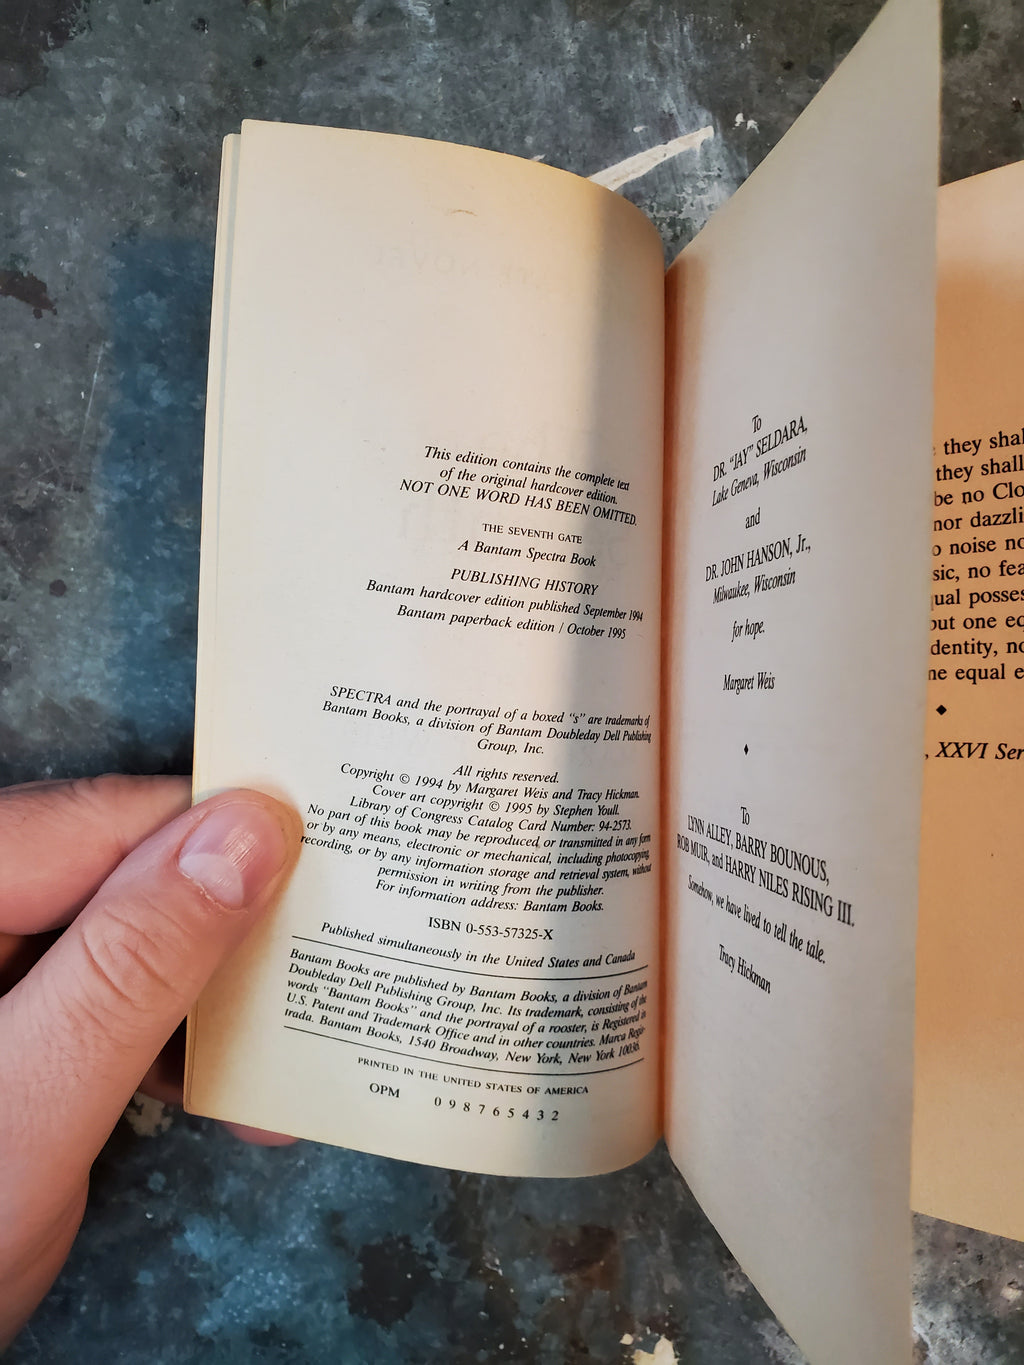 This edition contains the complete text
of the original hardcover edition.
NOT ONE WORD HAS BEEN OMITTED.
THE SEVENTH GATE
A Bantam Spectra Book
PUBLISHING HISTORY
Bantam hardcover edition published September 1994
Bantam paperback edition / October 1995
SPECTRA and the portrayal of a boxed "s" are trademarks of
Bantam Books, a division of Bantam Doubleday Dell Publishing
Group, Inc.
All rights reserved.
Copyright © 1994 by Margaret Weis and Tracy Hickman.
Cover art copyright © 1995 by Stephen Youll.
Library of Congress Catalog Card Number: 94-2573.
No part of this book may be reproduced or transmitted in any form
or by any means, electronic or mechanical, including photocopying,
recording, or by any information storage and retrieval system, without
permission in writing from the publisher.
For information address: Bantam Books.
ISBN 0-553-57325-X
Published simultaneously in the United States and Canada
Bantam Books are published by Bantam Books, a division of Bantam
Doubleday Dell Publishing Group, Inc. Its trademark, consisting of the
words "Bantam Books" and the portrayal of a rooster, is Registered in
U.S. Patent and Trademark Office and in other countries. Marca Regis-
trada. Bantam Books, 1540 Broadway, New York, New York 10036.
PRINTED IN THE UNITED STATES OF AMERICA
OPM 0 9 8 7 6 5 4 3 2
To
DR. "JAY" SELDARA,
Lake Geneva, Wisconsin
and
DR. JOHN HANSON, Jr.,
Milwaukee, Wisconsin
for hope.
Margaret Weis
To
LYNN ALLEY, BARRY BOUNOUS,
ROB MUIR, and HARRY NILES RISING III.
Somehow, we have lived to tell the tale.
Tracy Hickman
they shal
they shall
be no Clo
nor dazzli
noise no
sic, no fea
qual posses
but one eq
dentity, no
ne equal e
, XXVI Ser